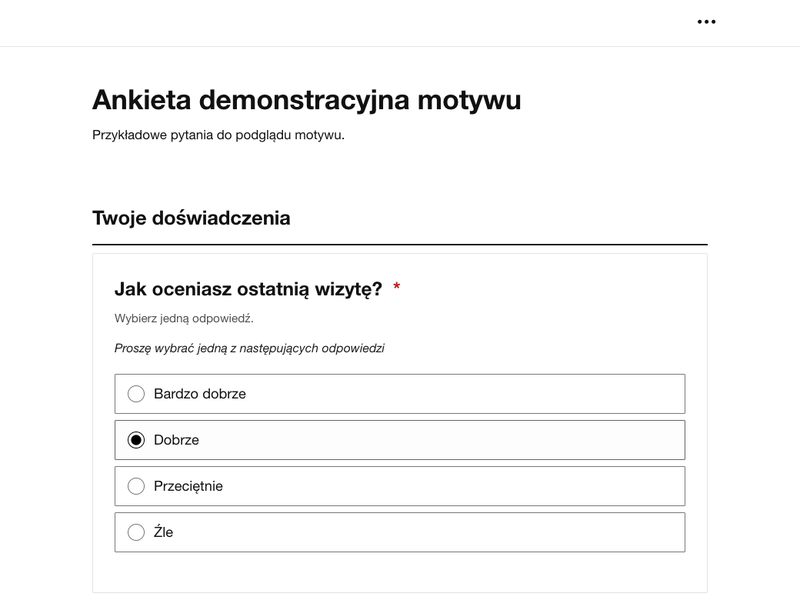 Ankieta demonstracyjna motywu
Przykładowe pytania do podglądu motywu.
Twoje doświadczenia
Jak oceniasz ostatnią wizytę? *
Wybierz jedną odpowiedź.
Proszę wybrać jedną z następujących odpowiedzi
Bardzo dobrze
Dobrze
Przeciętnie
Źle